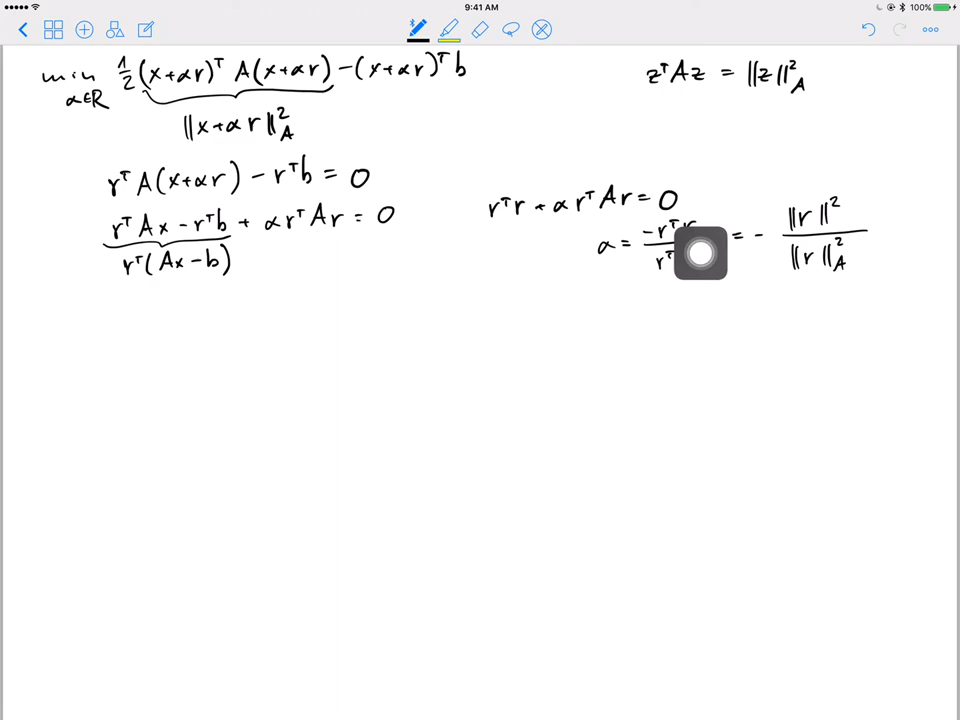 9:41 AM
100%
min α∈ℝ ½(x+αr)ᵀ A(x+αr) − (x+αr)ᵀ b
‖x+αr‖²_A
rᵀA(x+αr) − rᵀb = 0
rᵀAx − rᵀb + αrᵀAr = 0
rᵀ(Ax−b)
zᵀAz = ‖z‖²_A
rᵀr + αrᵀAr = 0
α = −rᵀr / rᵀ = − ‖r‖² / ‖r‖²_A